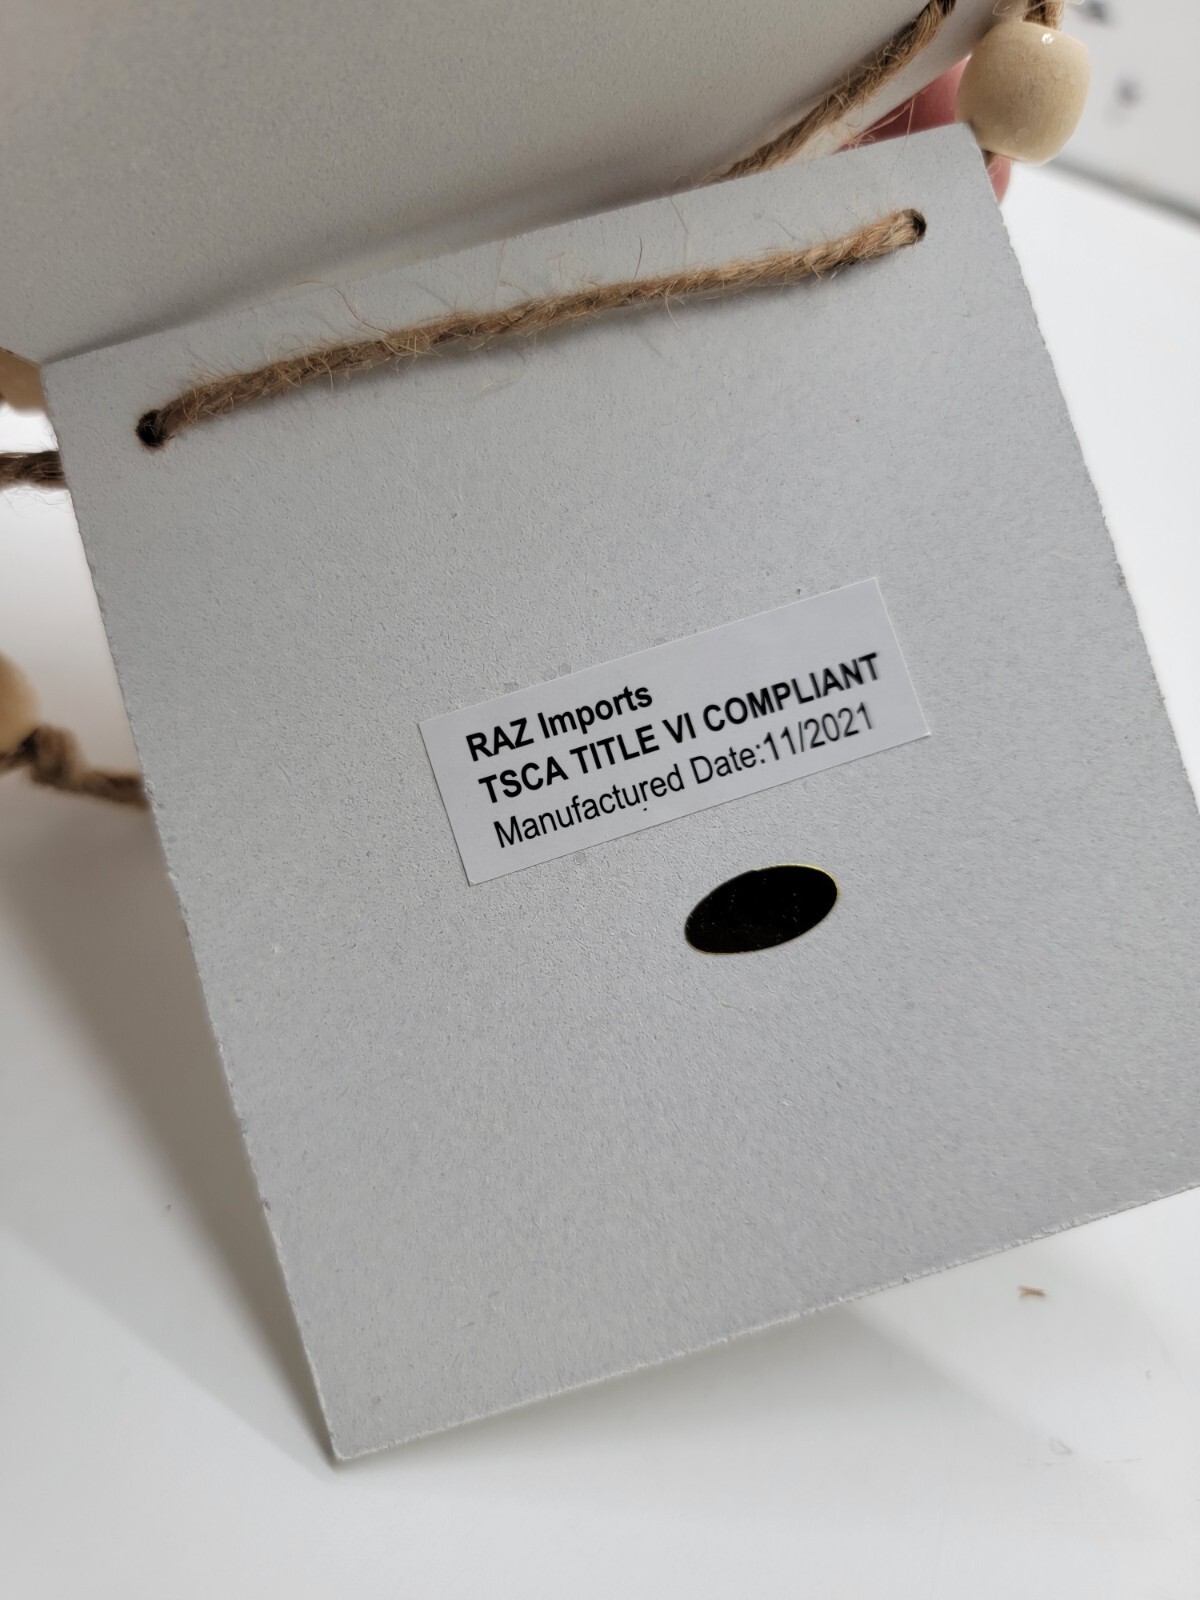 RAZ Imports
TSCA TITLE VI COMPLIANT
Manufactured Date:11/2021